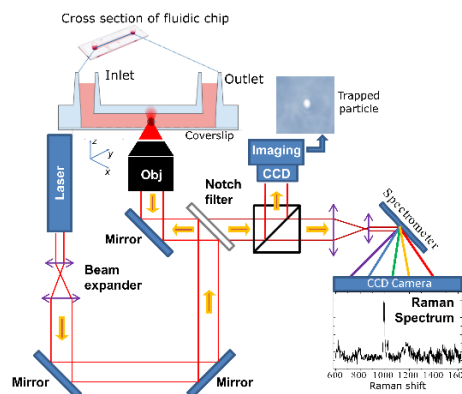 Cross section of fluidic chip
Inlet
Outlet
Trapped
particle
Coverslip
z
y
x
Laser
Obj
Imaging
CCD
Notch
filter
Mirror
Spectrometer
Beam
expander
CCD Camera
Raman
Spectrum
Mirror
Mirror
600 800 1000 1200 1400 1600
Raman shift